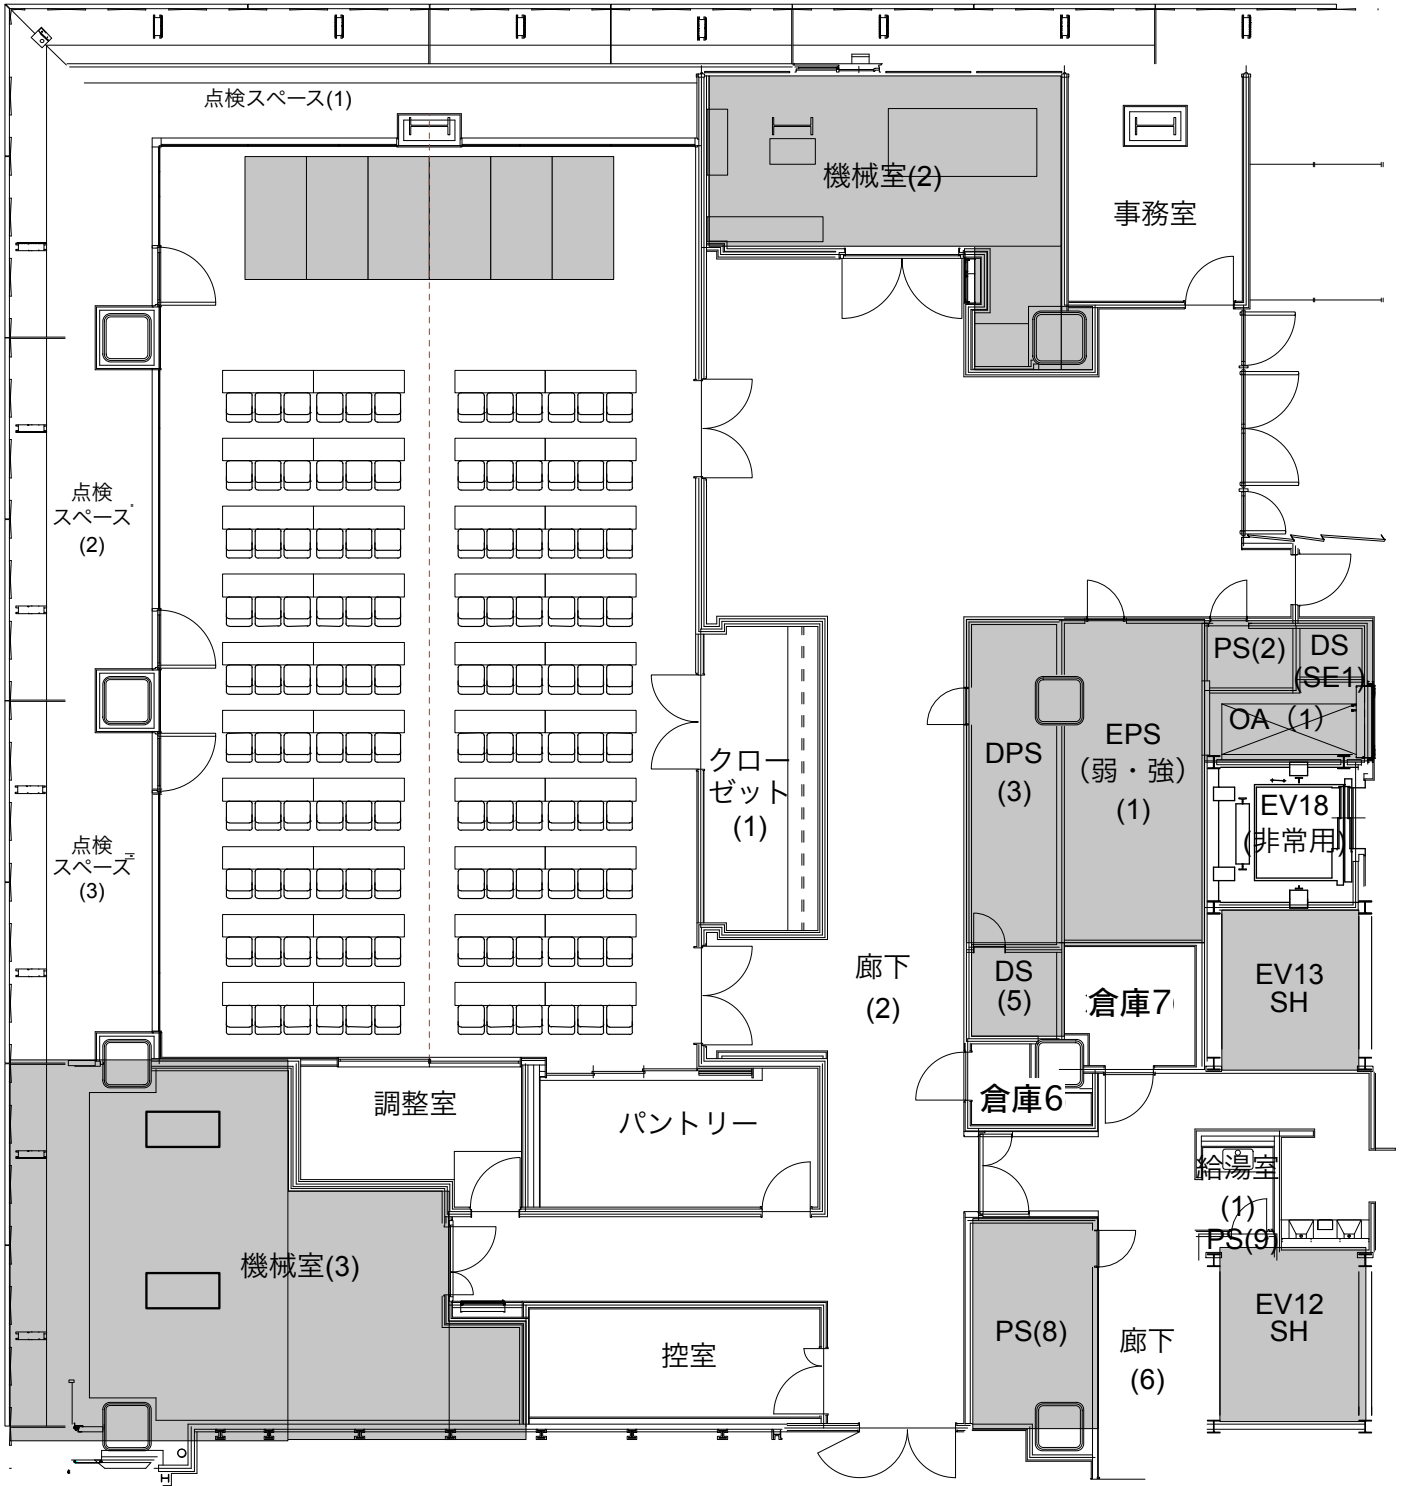 点検スペース(1)
機械室(2)
事務室
点検
スペース
(2)
PS(2)
DS
(SE1)
OA（1）
クロー
ゼット
(1)
DPS
(3)
EPS
（弱・強）
(1)
EV18
(非常用)
点検
スペース
(3)
廊下
(2)
DS
(5)
倉庫7
EV13
SH
倉庫6
調整室
パントリー
給湯室
(1)
PS(9)
機械室(3)
控室
PS(8)
廊下
(6)
EV12
SH